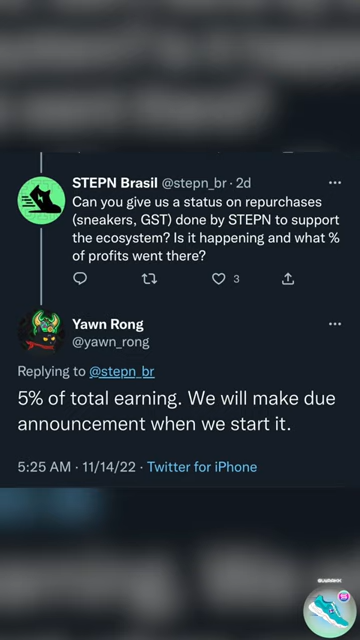 STEPN Brasil @stepn_br · 2d
Can you give us a status on repurchases
(sneakers, GST) done by STEPN to support
the ecosystem? Is it happening and what %
of profits went there?
3
Yawn Rong
@yawn_rong
Replying to @stepn_br
5% of total earning. We will make due
announcement when we start it.
5:25 AM · 11/14/22 · Twitter for iPhone